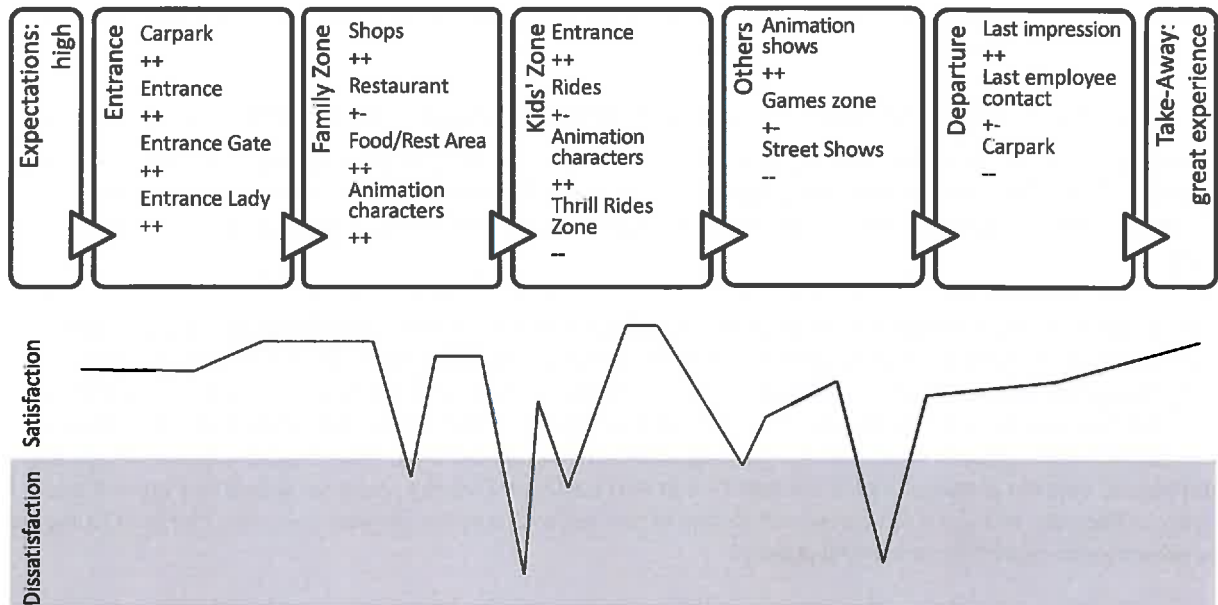 Expectations:
high
Entrance
Carpark
++
Entrance
++
Entrance Gate
++
Entrance Lady
++
Family Zone
Shops
++
Restaurant
+-
Food/Rest Area
++
Animation
characters
++
Kids' Zone
Entrance
++
Rides
+-
Animation
characters
++
Thrill Rides
Zone
--
Others
Animation
shows
++
Games zone
+-
Street Shows
--
Departure
Last impression
++
Last employee
contact
+-
Carpark
--
Take-Away:
great experience
Satisfaction
Dissatisfaction